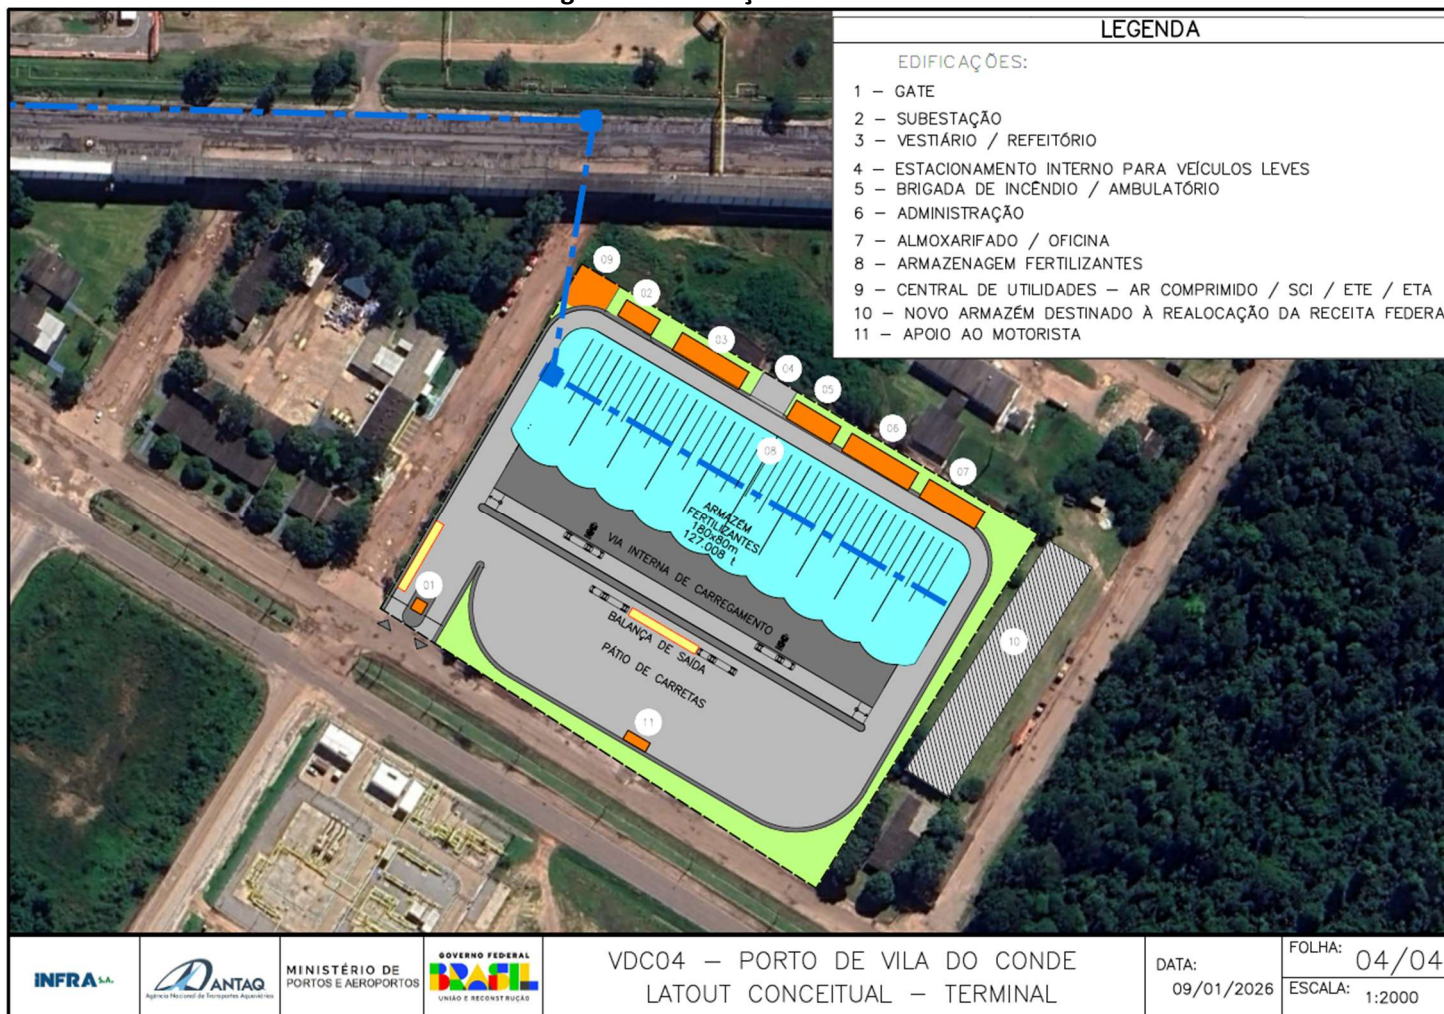 LEGENDA
EDIFICAÇÕES:
1 – GATE
2 – SUBESTAÇÃO
3 – VESTIÁRIO / REFEITÓRIO
4 – ESTACIONAMENTO INTERNO PARA VEÍCULOS LEVES
5 – BRIGADA DE INCÊNDIO / AMBULATÓRIO
6 – ADMINISTRAÇÃO
7 – ALMOXARIFADO / OFICINA
8 – ARMAZENAGEM FERTILIZANTES
9 – CENTRAL DE UTILIDADES – AR COMPRIMIDO / SCI / ETE / ETA
10 – NOVO ARMAZÉM DESTINADO À REALOCAÇÃO DA RECEITA FEDERA
11 – APOIO AO MOTORISTA
09
02
03
04
05
06
07
08
ARMAZÉM
FERTILIZANTES
180x80m
127.008 t
VIA INTERNA DE CARREGAMENTO
BALANÇA DE SAÍDA
PÁTIO DE CARRETAS
01
10
11
INFRA S.A.
ANTAQ
Agência Nacional de Transportes Aquaviários
MINISTÉRIO DE
PORTOS E AEROPORTOS
GOVERNO FEDERAL
BRASIL
UNIÃO E RECONSTRUÇÃO
VDC04 – PORTO DE VILA DO CONDE
LATOUT CONCEITUAL – TERMINAL
DATA:
09/01/2026
FOLHA: 04/04
ESCALA: 1:2000